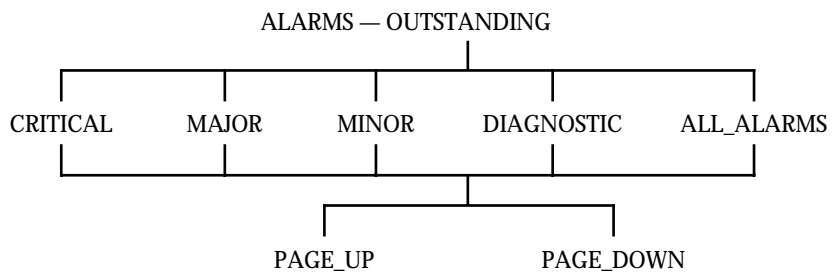 ALARMS — OUTSTANDING
CRITICAL MAJOR MINOR DIAGNOSTIC ALL_ALARMS
PAGE_UP PAGE_DOWN